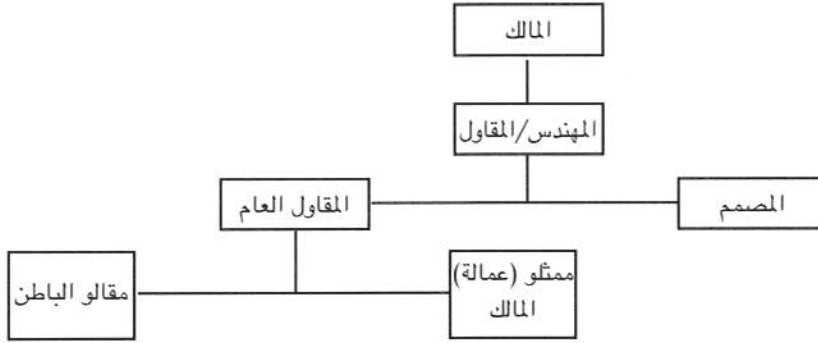 المالك
المهندس/المقاول
المصمم
المقاول العام
ممثلو (عمالة)
المالك
مقالو الباطن